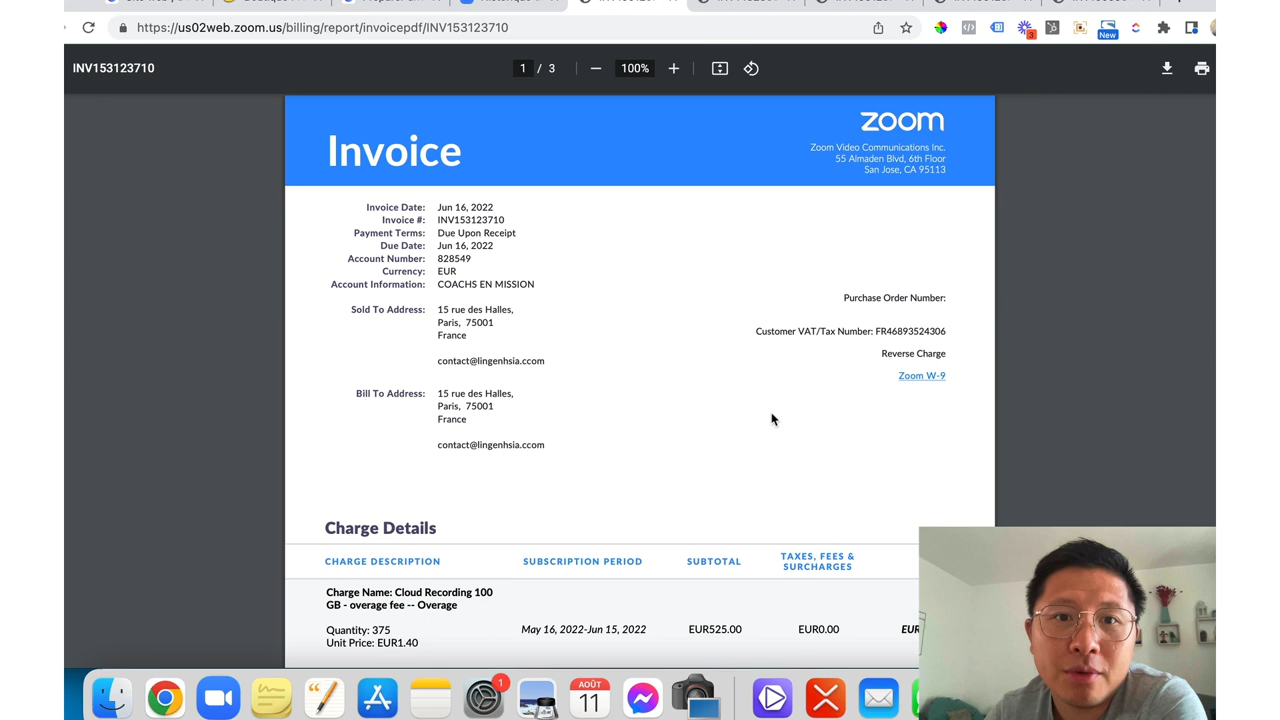 https://us02web.zoom.us/billing/report/invoicepdf/INV153123710
3
New
INV153123710
1 / 3
100%
Invoice
zoom
Zoom Video Communications Inc.
55 Almaden Blvd, 6th Floor
San Jose, CA 95113
Invoice Date: Jun 16, 2022
Invoice #: INV153123710
Payment Terms: Due Upon Receipt
Due Date: Jun 16, 2022
Account Number: 828549
Currency: EUR
Account Information: COACHS EN MISSION
Purchase Order Number:
Sold To Address: 15 rue des Halles,
Paris, 75001
France
contact@lingenhsia.ccom
Customer VAT/Tax Number: FR46893524306
Reverse Charge
Zoom W-9
Bill To Address: 15 rue des Halles,
Paris, 75001
France
contact@lingenhsia.ccom
Charge Details
CHARGE DESCRIPTION
SUBSCRIPTION PERIOD
SUBTOTAL
TAXES, FEES &
SURCHARGES
Charge Name: Cloud Recording 100
GB - overage fee -- Overage
Quantity: 375
Unit Price: EUR1.40
May 16, 2022-Jun 15, 2022
EUR525.00
EUR0.00
EUR
1
AOÛT
11